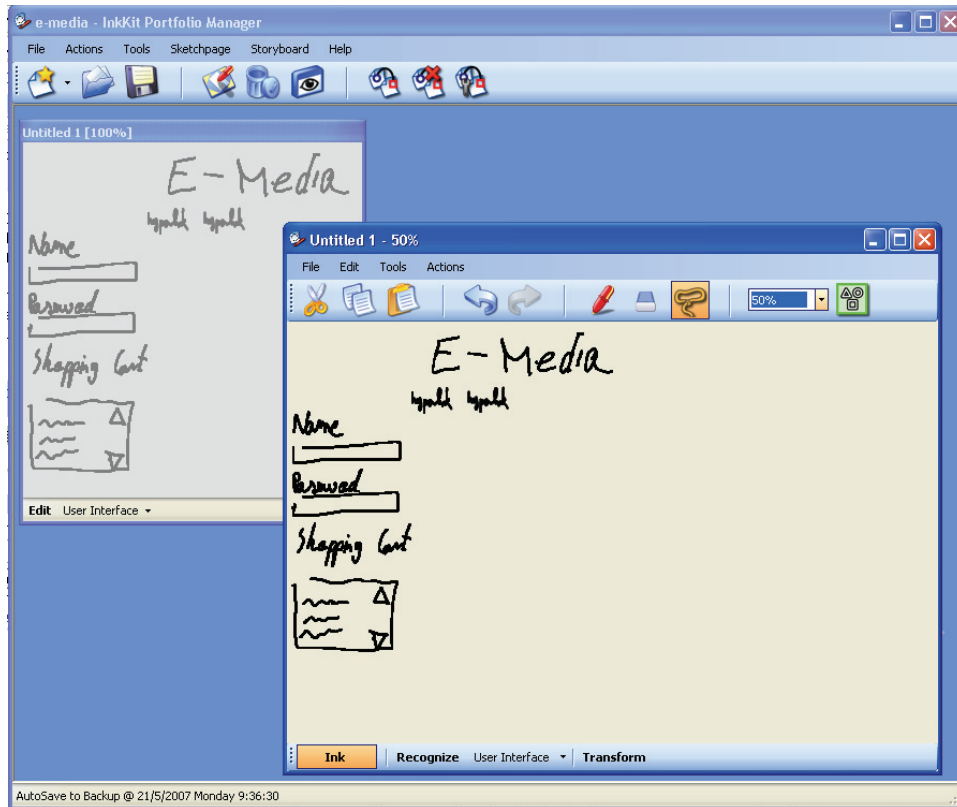 e-media - InkKit Portfolio Manager
File Actions Tools Sketchpage Storyboard Help
Untitled 1 [100%]
E-Media
Name
Password
Shopping Cart
Edit User Interface
Untitled 1 - 50%
File Edit Tools Actions
50%
E-Media
Name
Password
Shopping Cart
Ink Recognize User Interface Transform
AutoSave to Backup @ 21/5/2007 Monday 9:36:30